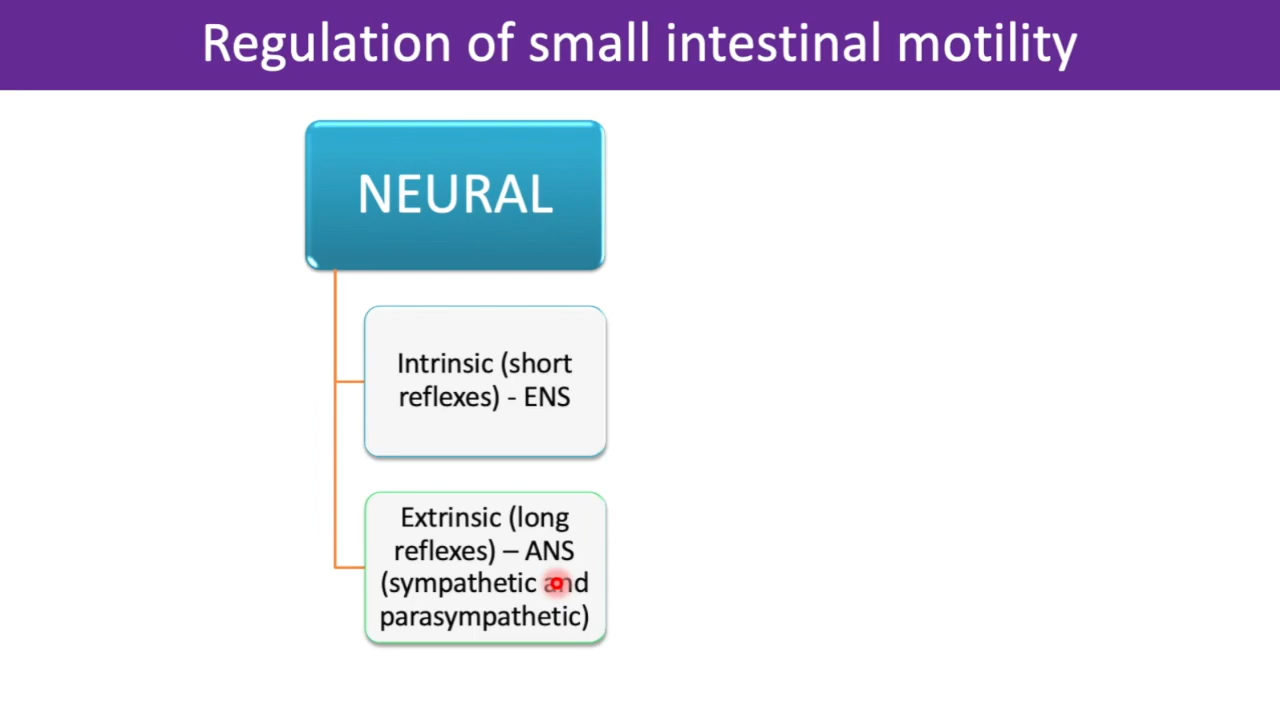 Regulation of small intestinal motility
NEURAL
Intrinsic (short
reflexes) - ENS
Extrinsic (long
reflexes) – ANS
(sympathetic and
parasympathetic)